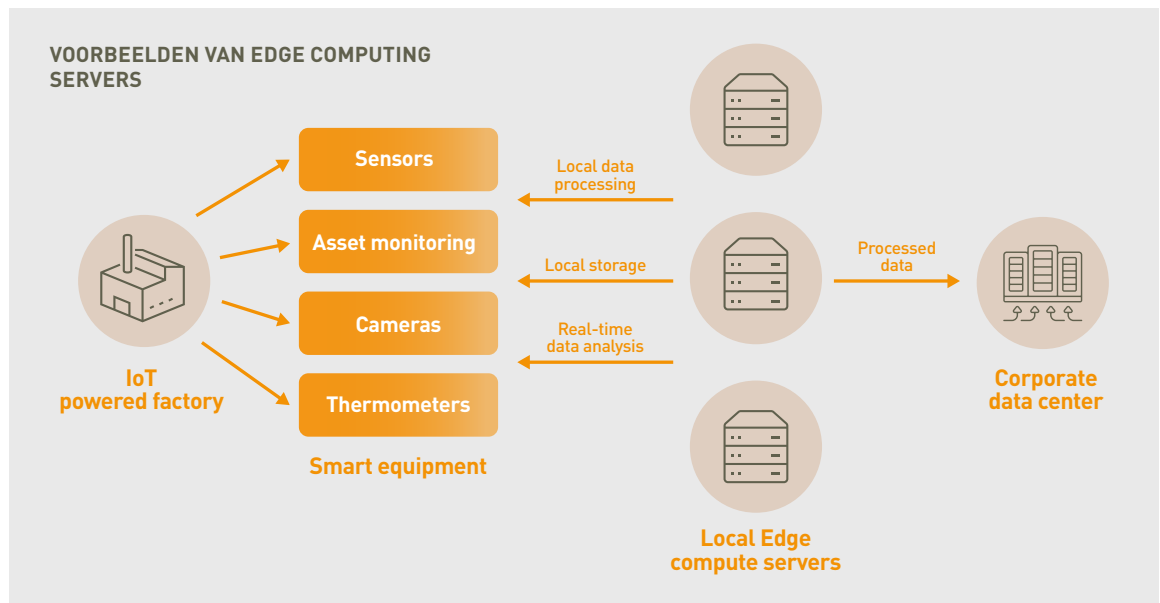 VOORBEELDEN VAN EDGE COMPUTING
SERVERS
IoT
powered factory
Sensors
Asset monitoring
Cameras
Thermometers
Smart equipment
Local data
processing
Local storage
Real-time
data analysis
Local Edge
compute servers
Processed
data
Corporate
data center